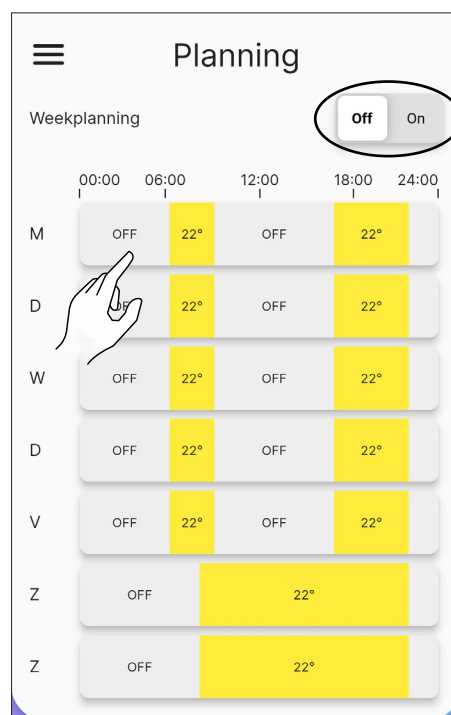 Planning
Weekplanning Off On
00:00 06:00 12:00 18:00 24:00
M OFF 22° OFF 22°
D OFF 22° OFF 22°
W OFF 22° OFF 22°
D OFF 22° OFF 22°
V OFF 22° OFF 22°
Z OFF 22°
Z OFF 22°